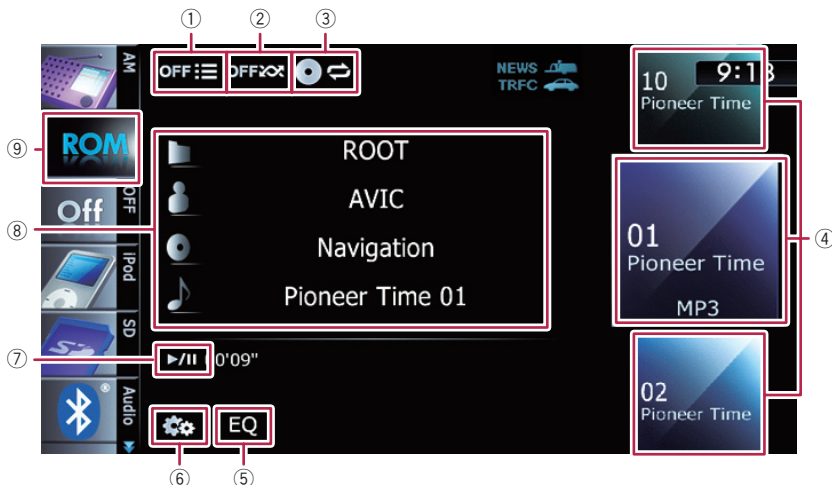 ① ② ③
AM
OFF OFF
NEWS
TRFC
9:13
10
Pioneer Time
⑨
ROM
ROOT
Off
OFF
AVIC
⑧
④
01
Pioneer Time
MP3
iPod
Navigation
Pioneer Time 01
SD
⑦
0'09"
02
Pioneer Time
Audio
EQ
⑥ ⑤